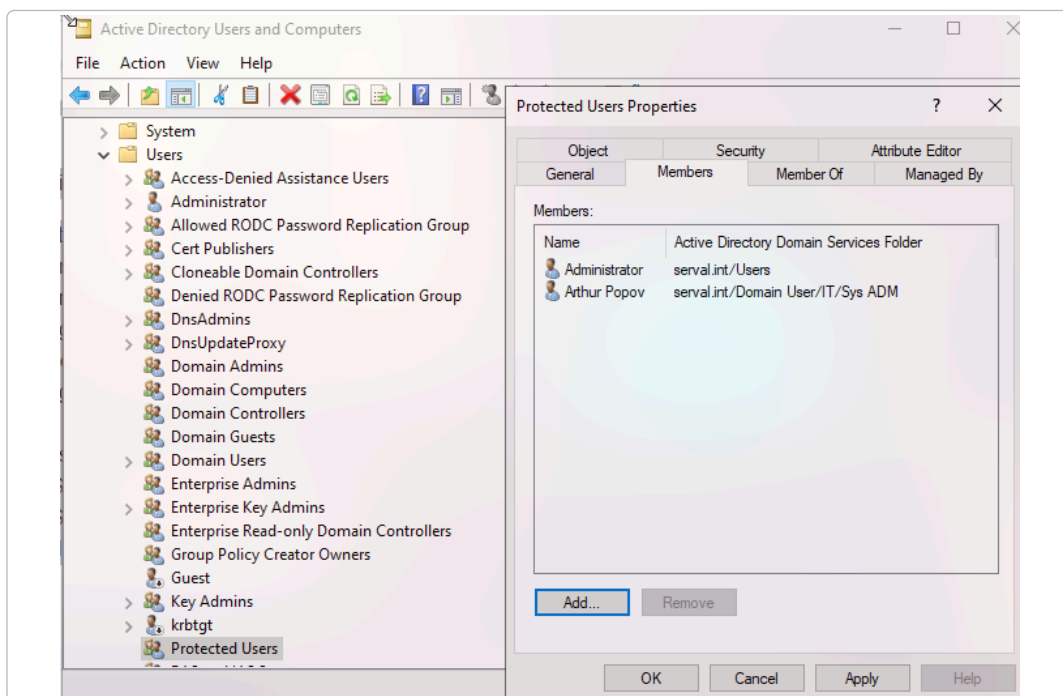 Active Directory Users and Computers
File Action View Help
System
Users
Access-Denied Assistance Users
Administrator
Allowed RODC Password Replication Group
Cert Publishers
Cloneable Domain Controllers
Denied RODC Password Replication Group
DnsAdmins
DnsUpdateProxy
Domain Admins
Domain Computers
Domain Controllers
Domain Guests
Domain Users
Enterprise Admins
Enterprise Key Admins
Enterprise Read-only Domain Controllers
Group Policy Creator Owners
Guest
Key Admins
krbtgt
Protected Users
Protected Users Properties
Object Security Attribute Editor
General Members Member Of Managed By
Members:
Name Active Directory Domain Services Folder
Administrator serval.int/Users
Arthur Popov serval.int/Domain User/IT/Sys ADM
Add... Remove
OK Cancel Apply Help